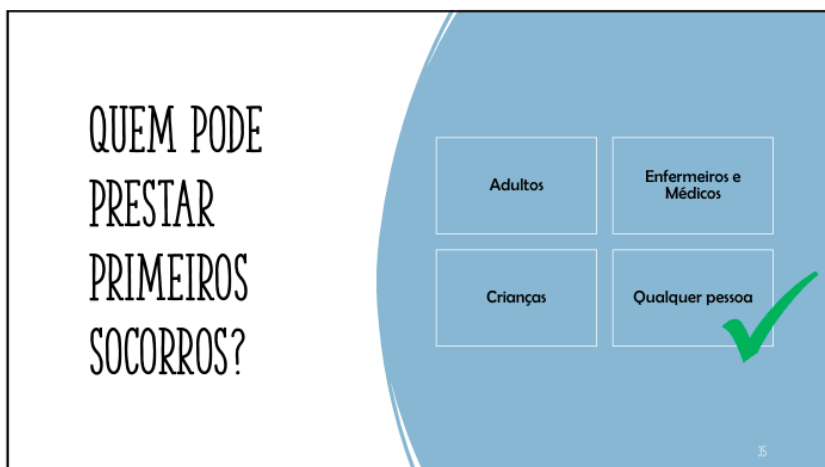 QUEM PODE
PRESTAR
PRIMEIROS
SOCORROS?
Adultos
Enfermeiros e
Médicos
Crianças
Qualquer pessoa
35